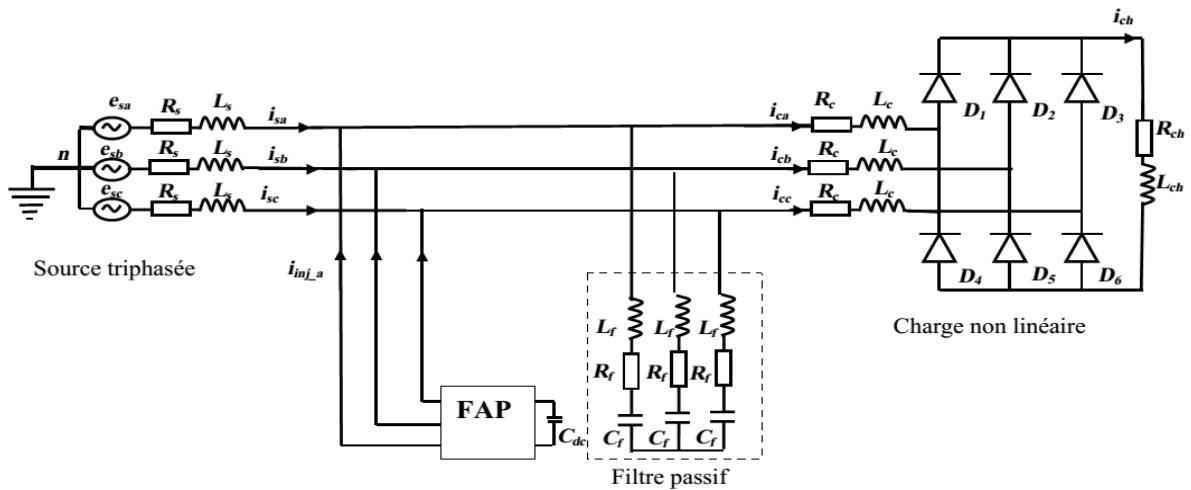 i_ch
e_sa R_s L_s i_sa i_ca R_c L_c D_1 D_2 D_3
R_ch
n e_sb R_s L_s i_sb i_cb R_c L_c
L_ch
e_sc R_s L_s i_sc i_cc R_c L_c
Source triphasée
i_inj_a
D_4 D_5 D_6
Charge non linéaire
L_f L_f L_f
R_f R_f R_f
FAP
C_dc
C_f C_f C_f
Filtre passif